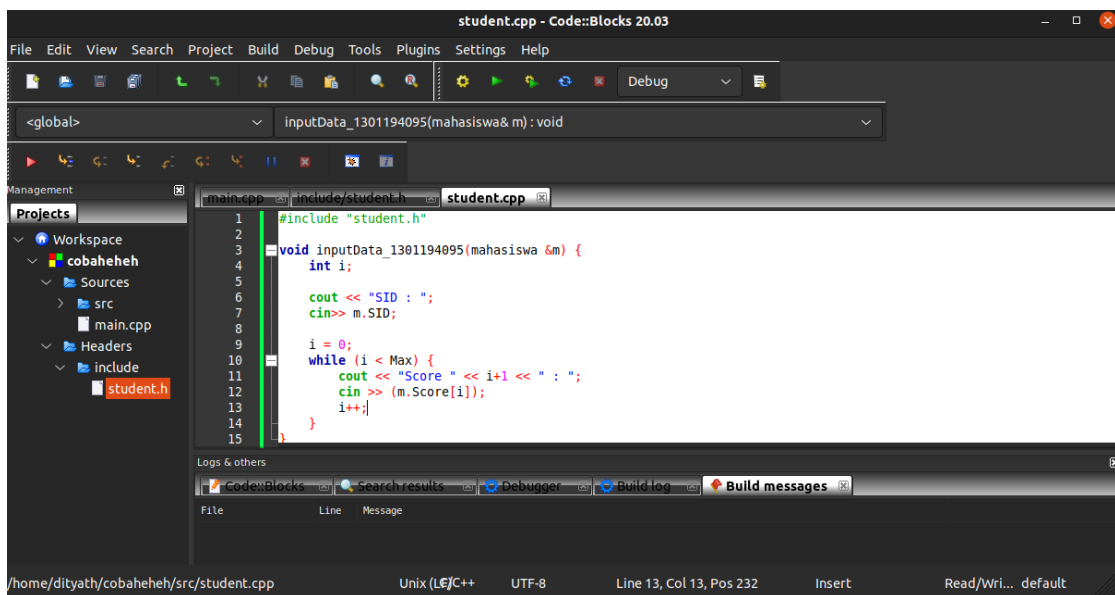 student.cpp - Code::Blocks 20.03
File Edit View Search Project Build Debug Tools Plugins Settings Help
Debug
<global> inputData_1301194095(mahasiswa& m) : void
Management
Projects
Workspace
cobaheheh
Sources
src
main.cpp
Headers
include
student.h
main.cpp include/student.h student.cpp
1 #include "student.h"
2
3 void inputData_1301194095(mahasiswa &m) {
4 int i;
5
6 cout << "SID : ";
7 cin>> m.SID;
8
9 i = 0;
10 while (i < Max) {
11 cout << "Score " << i+1 << " : ";
12 cin >> (m.Score[i]);
13 i++;
14 }
15 }
Logs & others
Code::Blocks Search results Debugger Build log Build messages
File Line Message
/home/dityath/cobaheheh/src/student.cpp Unix (LF) C/C++ UTF-8 Line 13, Col 13, Pos 232 Insert Read/Wri... default